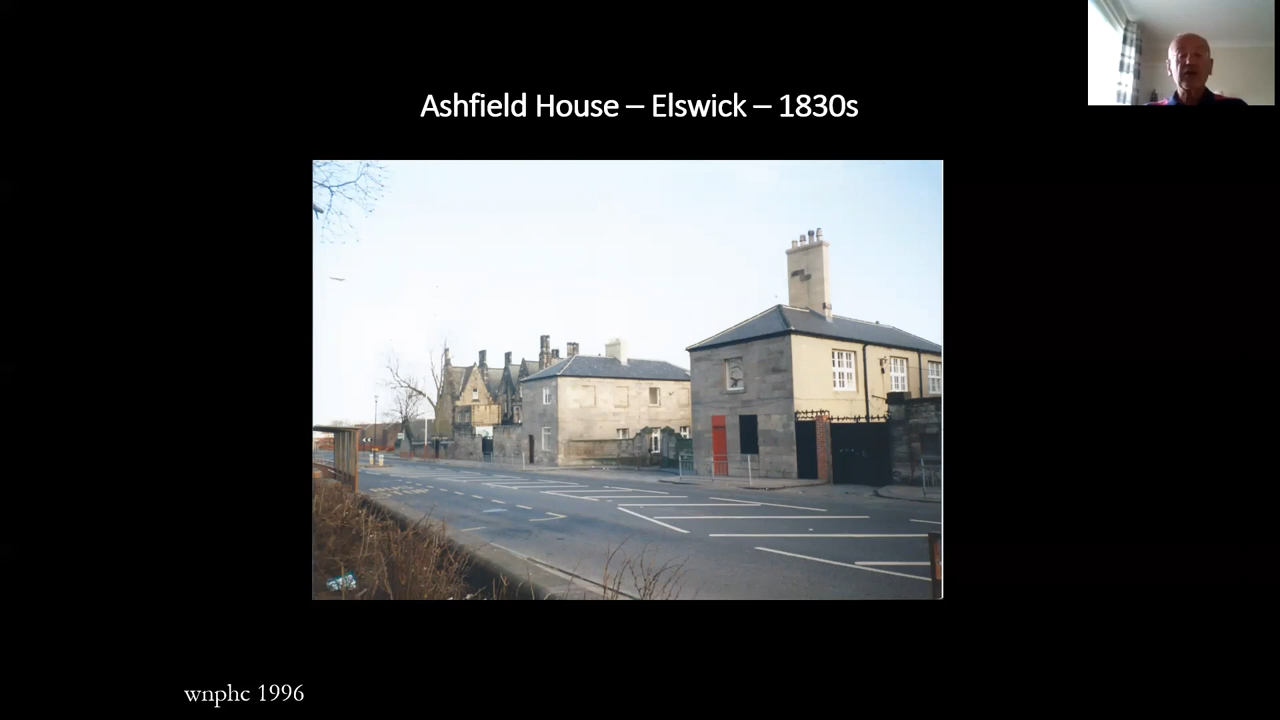 Ashfield House – Elswick – 1830s
wnphc 1996